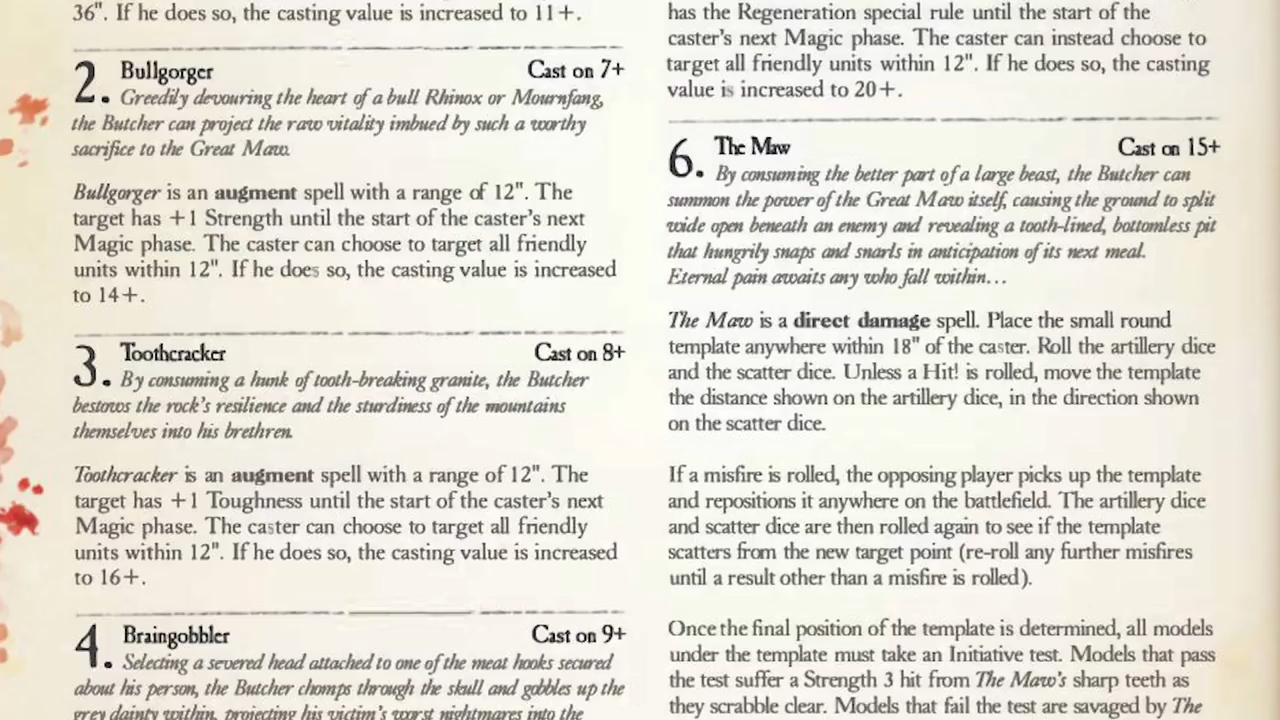 36". If he does so, the casting value is increased to 11+.
2. Bullgorger Cast on 7+
Greedily devouring the heart of a bull Rhinox or Mournfang,
the Butcher can project the raw vitality imbued by such a worthy
sacrifice to the Great Maw.
Bullgorger is an augment spell with a range of 12". The
target has +1 Strength until the start of the caster's next
Magic phase. The caster can choose to target all friendly
units within 12". If he does so, the casting value is increased
to 14+.
3. Toothcracker Cast on 8+
By consuming a hunk of tooth-breaking granite, the Butcher
bestows the rock's resilience and the sturdiness of the mountains
themselves into his brethren.
Toothcracker is an augment spell with a range of 12". The
target has +1 Toughness until the start of the caster's next
Magic phase. The caster can choose to target all friendly
units within 12". If he does so, the casting value is increased
to 16+.
4. Braingobbler Cast on 9+
Selecting a severed head attached to one of the meat hooks secured
about his person, the Butcher chomps through the skull and gobbles up the
grey dainty within, projecting his victim's worst nightmares into the
has the Regeneration special rule until the start of the
caster's next Magic phase. The caster can instead choose to
target all friendly units within 12". If he does so, the casting
value is increased to 20+.
6. The Maw Cast on 15+
By consuming the better part of a large beast, the Butcher can
summon the power of the Great Maw itself, causing the ground to split
wide open beneath an enemy and revealing a tooth-lined, bottomless pit
that hungrily snaps and snarls in anticipation of its next meal.
Eternal pain awaits any who fall within...
The Maw is a direct damage spell. Place the small round
template anywhere within 18" of the caster. Roll the artillery dice
and the scatter dice. Unless a Hit! is rolled, move the template
the distance shown on the artillery dice, in the direction shown
on the scatter dice.
If a misfire is rolled, the opposing player picks up the template
and repositions it anywhere on the battlefield. The artillery dice
and scatter dice are then rolled again to see if the template
scatters from the new target point (re-roll any further misfires
until a result other than a misfire is rolled).
Once the final position of the template is determined, all models
under the template must take an Initiative test. Models that pass
the test suffer a Strength 3 hit from The Maw's sharp teeth as
they scrabble clear. Models that fail the test are savaged by The